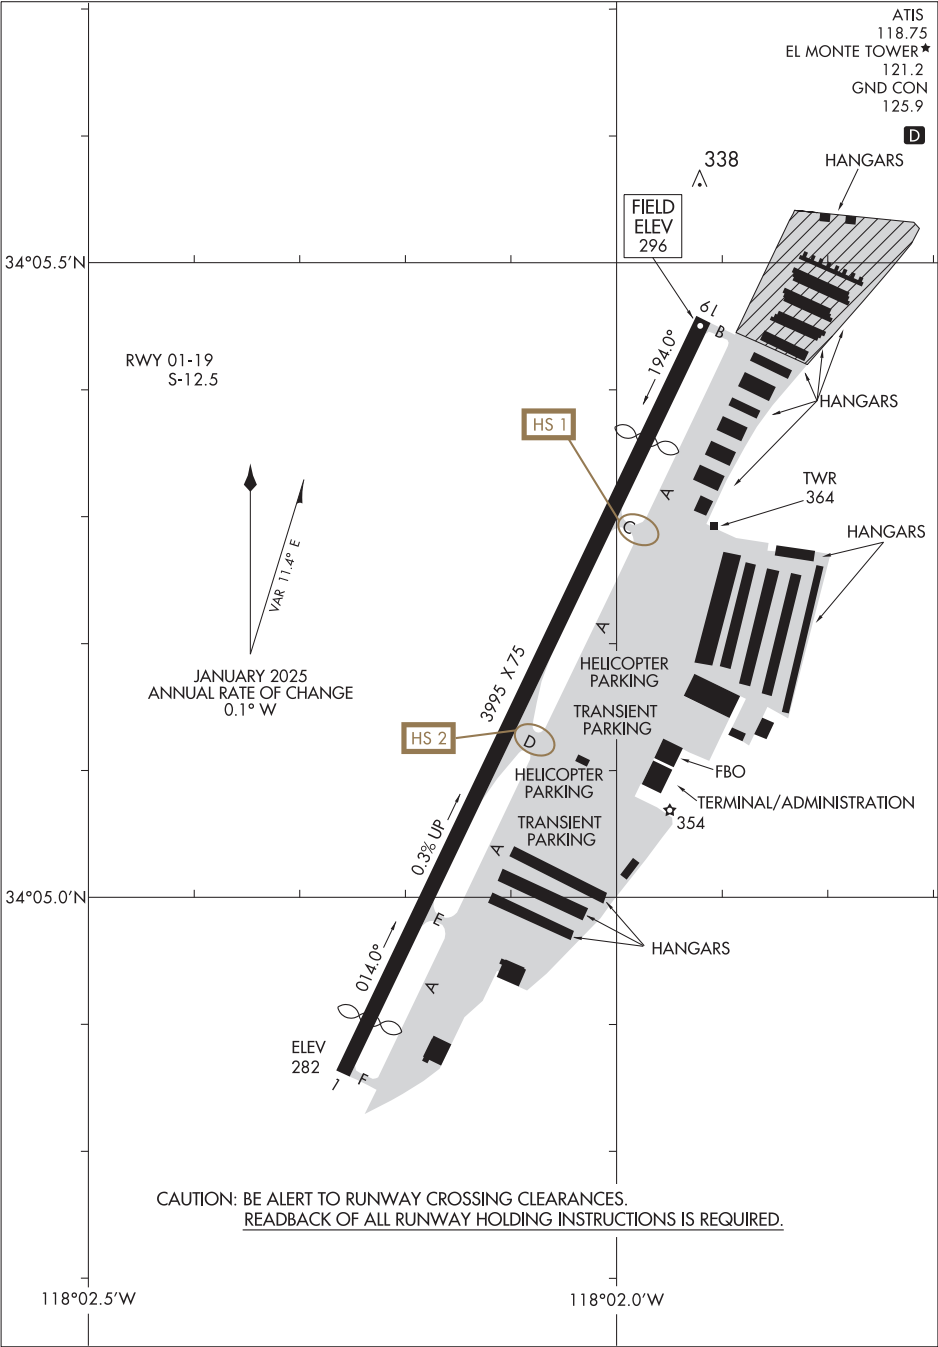 ATIS
118.75
EL MONTE TOWER★
121.2
GND CON
125.9
D
HANGARS
338
FIELD
ELEV
296
34°05.5'N
19
B
RWY 01-19
S-12.5
194.0°
HANGARS
HS 1
TWR
364
A
C
HANGARS
VAR 11.4° E
A
HELICOPTER
PARKING
JANUARY 2025
ANNUAL RATE OF CHANGE
0.1° W
3995 X 75
TRANSIENT
PARKING
HS 2
D
FBO
HELICOPTER
PARKING
TERMINAL/ADMINISTRATION
354
TRANSIENT
PARKING
0.3% UP
A
34°05.0'N
E
HANGARS
014.0°
A
ELEV
282
1
F
CAUTION: BE ALERT TO RUNWAY CROSSING CLEARANCES.
READBACK OF ALL RUNWAY HOLDING INSTRUCTIONS IS REQUIRED.
118°02.5'W
118°02.0'W